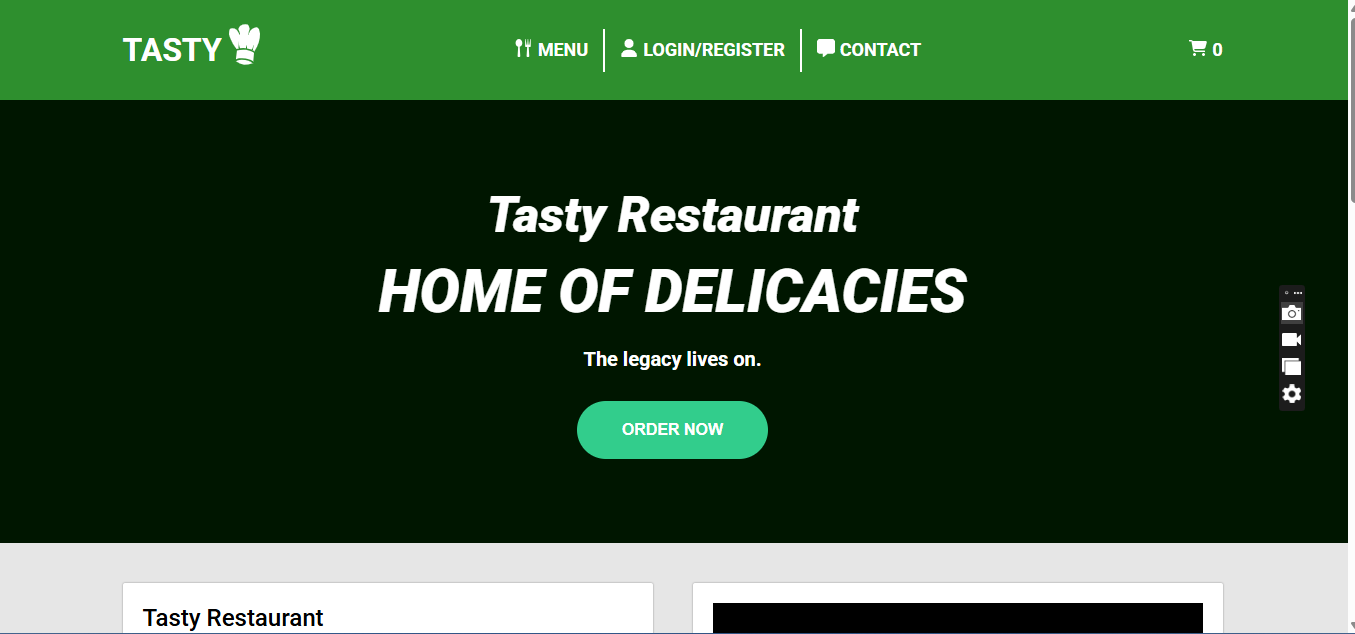 TASTY
MENU
LOGIN/REGISTER
CONTACT
0
Tasty Restaurant
HOME OF DELICACIES
The legacy lives on.
ORDER NOW
Tasty Restaurant